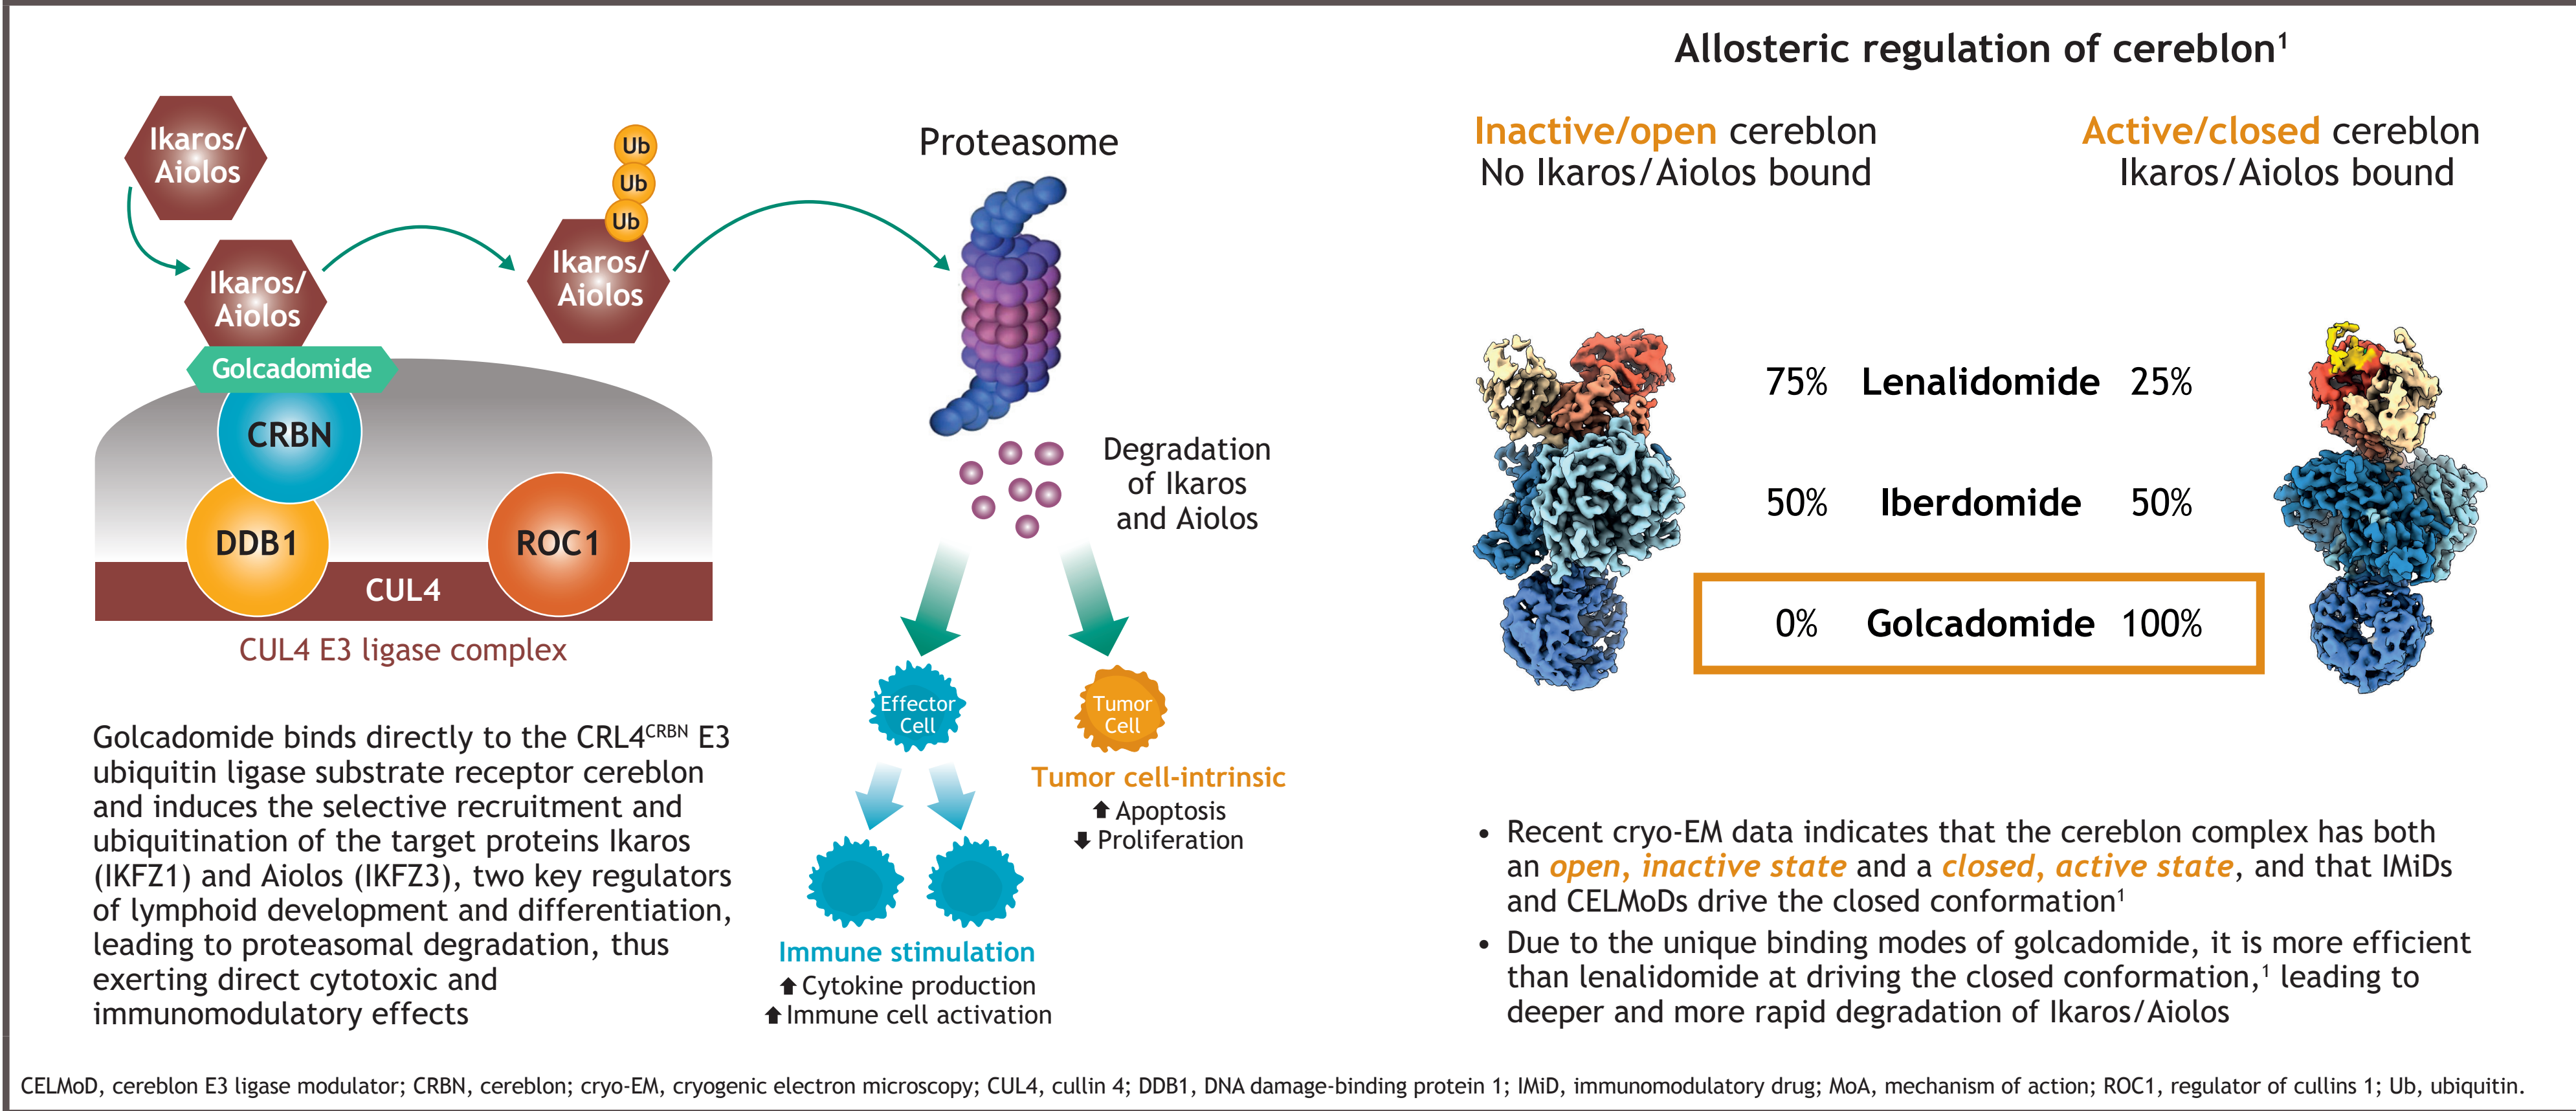 Ikaros/
Aiolos
Ikaros/
Aiolos
Golcadomide
CRBN
DDB1
ROC1
CUL4
CUL4 E3 ligase complex
Ub
Ub
Ub
Ikaros/
Aiolos
Proteasome
Degradation
of Ikaros
and Aiolos
Effector
Cell
Tumor
Cell
Tumor cell-intrinsic
⬆ Apoptosis
⬇ Proliferation
Immune stimulation
⬆ Cytokine production
⬆ Immune cell activation
Golcadomide binds directly to the CRL4ᶜᴿᴮᴺ E3
ubiquitin ligase substrate receptor cereblon
and induces the selective recruitment and
ubiquitination of the target proteins Ikaros
(IKFZ1) and Aiolos (IKFZ3), two key regulators
of lymphoid development and differentiation,
leading to proteasomal degradation, thus
exerting direct cytotoxic and
immunomodulatory effects
Allosteric regulation of cereblon¹
Inactive/open cereblon
No Ikaros/Aiolos bound
Active/closed cereblon
Ikaros/Aiolos bound
75% Lenalidomide 25%
50% Iberdomide 50%
0% Golcadomide 100%
• Recent cryo-EM data indicates that the cereblon complex has both
an open, inactive state and a closed, active state, and that IMiDs
and CELMoDs drive the closed conformation¹
• Due to the unique binding modes of golcadomide, it is more efficient
than lenalidomide at driving the closed conformation,¹ leading to
deeper and more rapid degradation of Ikaros/Aiolos
CELMoD, cereblon E3 ligase modulator; CRBN, cereblon; cryo-EM, cryogenic electron microscopy; CUL4, cullin 4; DDB1, DNA damage-binding protein 1; IMiD, immunomodulatory drug; MoA, mechanism of action; ROC1, regulator of cullins 1; Ub, ubiquitin.